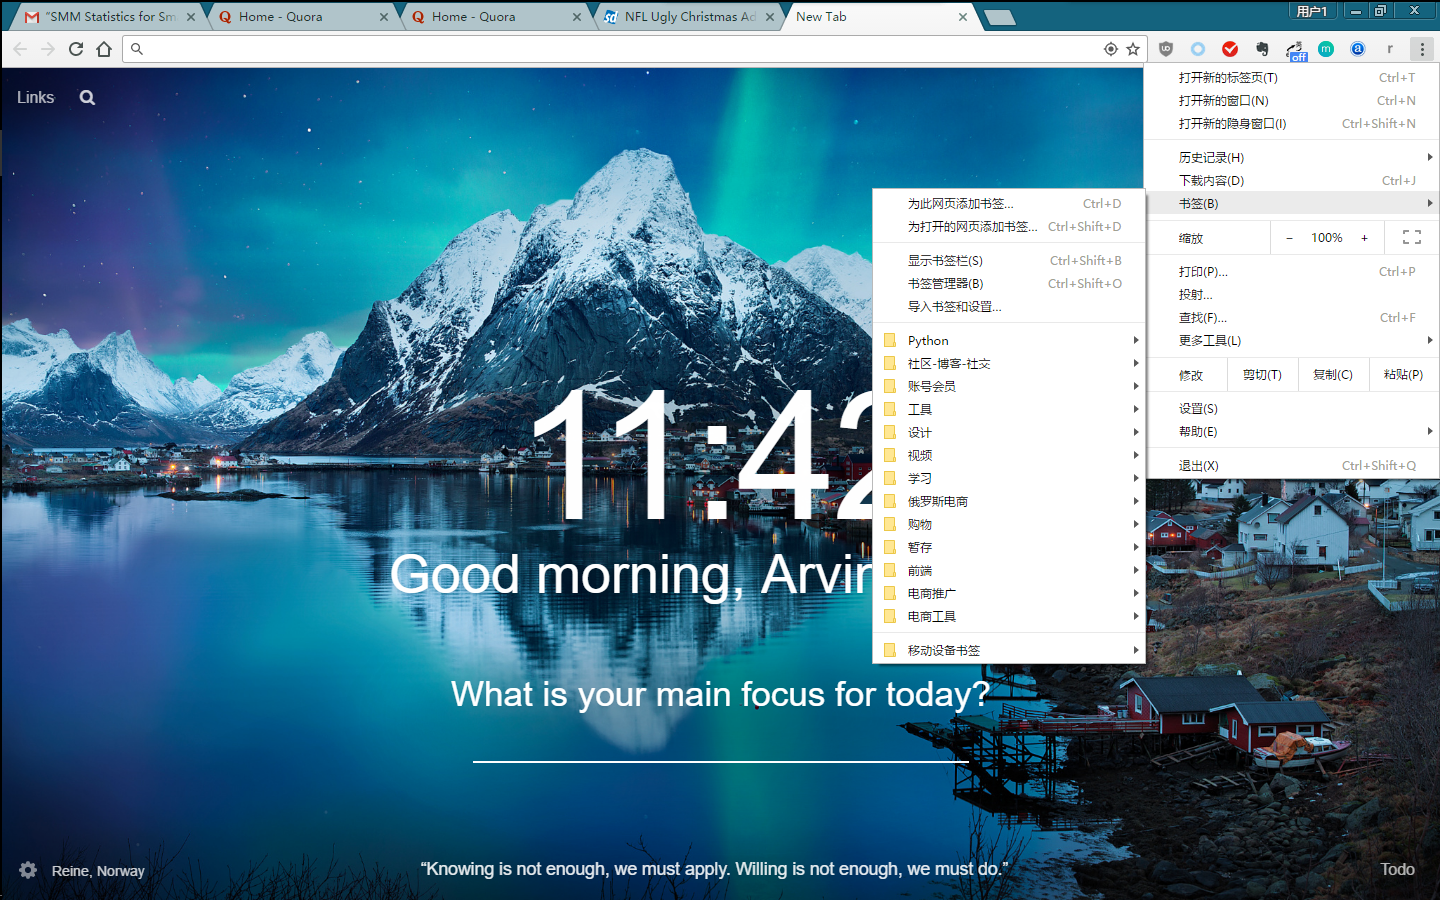 "SMM Statistics for Sm
Home - Quora
Home - Quora
NFL Ugly Christmas Ad
New Tab
用户1
Links
off
打开新的标签页(T) Ctrl+T
打开新的窗口(N) Ctrl+N
打开新的隐身窗口(I) Ctrl+Shift+N
历史记录(H)
下载内容(D) Ctrl+J
书签(B)
缩放 − 100% +
打印(P)... Ctrl+P
投射...
查找(F)... Ctrl+F
更多工具(L)
修改 剪切(T) 复制(C) 粘贴(P)
设置(S)
帮助(E)
退出(X) Ctrl+Shift+Q
为此网页添加书签... Ctrl+D
为打开的网页添加书签... Ctrl+Shift+D
显示书签栏(S) Ctrl+Shift+B
书签管理器(B) Ctrl+Shift+O
导入书签和设置...
Python
社区-博客-社交
账号会员
工具
设计
视频
学习
俄罗斯电商
购物
暂存
前端
电商推广
电商工具
移动设备书签
11:42
Good morning, Arvin
What is your main focus for today?
Reine, Norway
“Knowing is not enough, we must apply. Willing is not enough, we must do.”
Todo